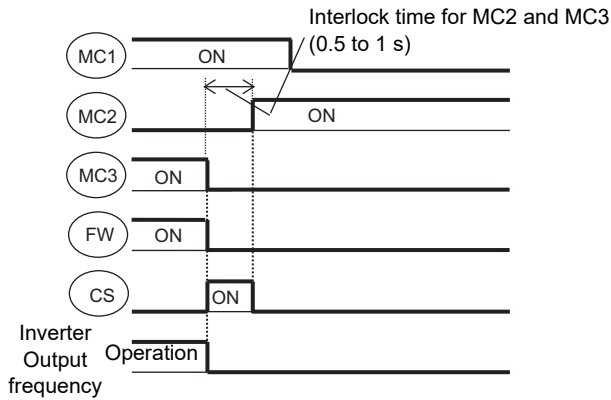 Interlock time for MC2 and MC3
(0.5 to 1 s)
MC1
ON
MC2
ON
MC3
ON
FW
ON
CS
ON
Inverter
Output
frequency
Operation